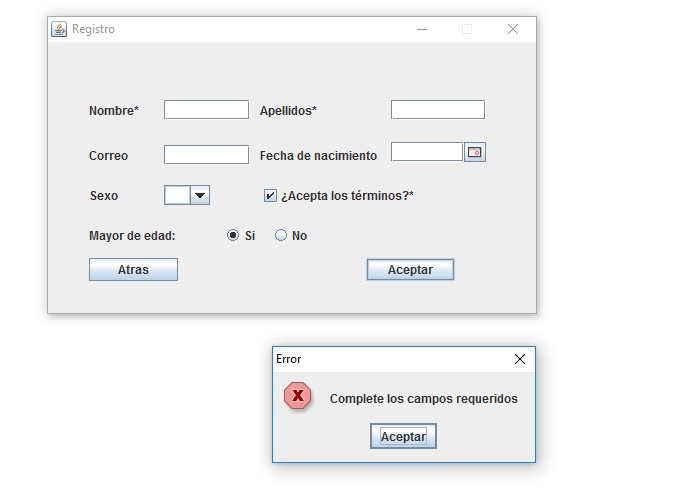 Registro
Nombre* Apellidos*
Correo Fecha de nacimiento
Sexo ¿Acepta los términos?*
Mayor de edad: Si No
Atras Aceptar
Error
Complete los campos requeridos
Aceptar